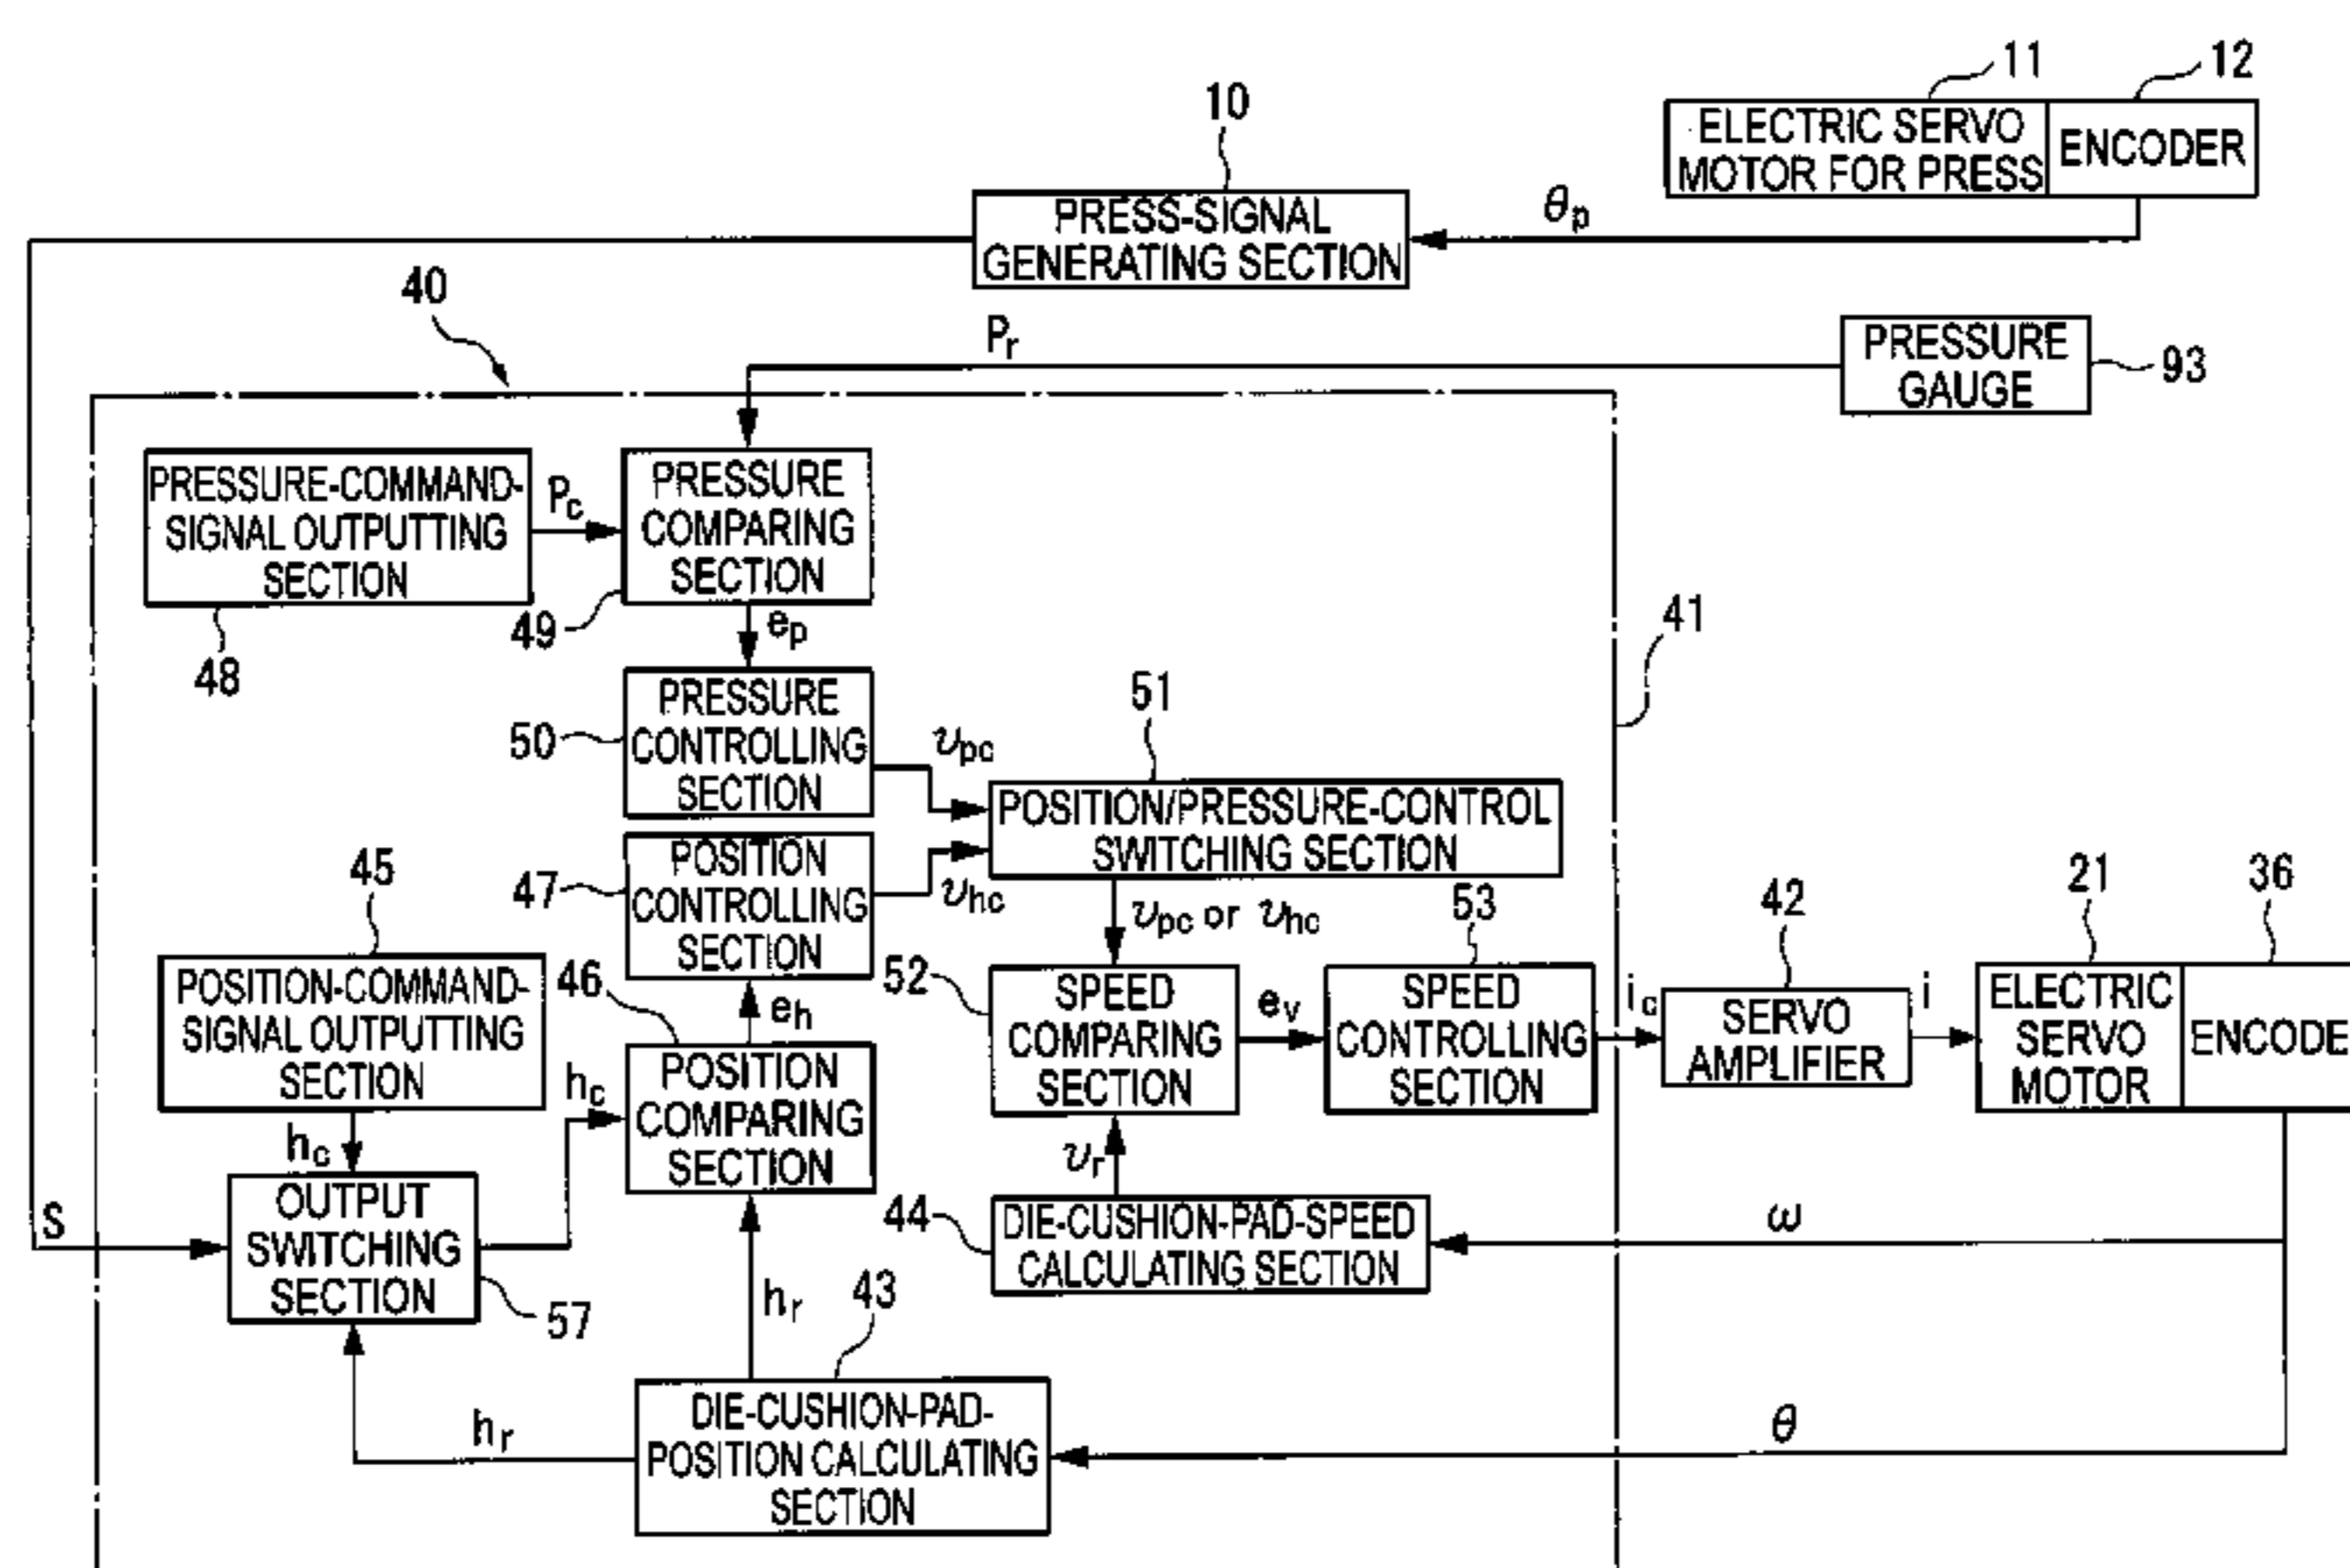 11
12
ELECTRIC SERVO
MOTOR FOR PRESS
ENCODER
10
PRESS-SIGNAL
GENERATING SECTION
θp
40
Pr
PRESSURE
GAUGE
93
PRESSURE-COMMAND-
SIGNAL OUTPUTTING
SECTION
48
Pc
PRESSURE
COMPARING
SECTION
49
ep
41
PRESSURE
CONTROLLING
SECTION
50
υpc
51
POSITION/PRESSURE-CONTROL
SWITCHING SECTION
POSITION
CONTROLLING
SECTION
47
υhc
υpc or υhc
45
POSITION-COMMAND-
SIGNAL OUTPUTTING
SECTION
hc
46
eh
POSITION
COMPARING
SECTION
hc
52
SPEED
COMPARING
SECTION
ev
53
SPEED
CONTROLLING
SECTION
ic
42
SERVO
AMPLIFIER
i
21
ELECTRIC
SERVO
MOTOR
36
ENCODE
S
OUTPUT
SWITCHING
SECTION
57
υr
44
DIE-CUSHION-PAD-SPEED
CALCULATING SECTION
ω
hr
43
DIE-CUSHION-PAD-
POSITION CALCULATING
SECTION
hr
θ